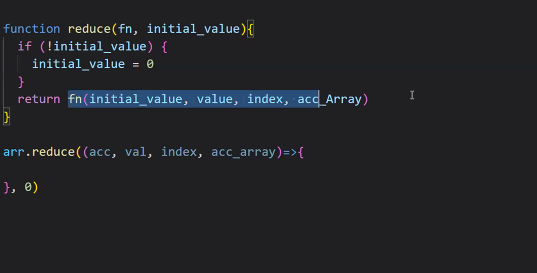 function reduce(fn, initial_value){
if (!initial_value) {
initial_value = 0
}
return fn(initial_value, value, index, acc_Array)
}
arr.reduce((acc, val, index, acc_array)=>{
}, 0)